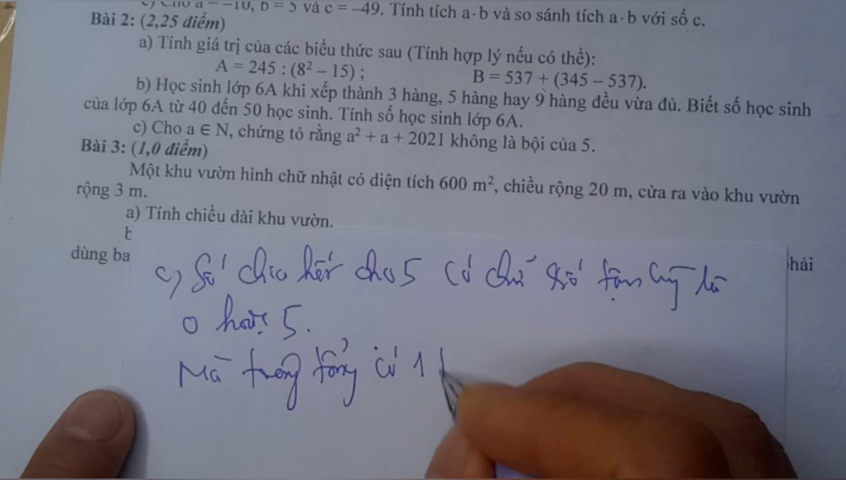 c) Cho a = –10, b = 5 và c = –49. Tính tích a·b và so sánh tích a·b với số c.
Bài 2: (2,25 điểm)
a) Tính giá trị của các biểu thức sau (Tính hợp lý nếu có thể):
A = 245 : (8² – 15) ; B = 537 + (345 – 537).
b) Học sinh lớp 6A khi xếp thành 3 hàng, 5 hàng hay 9 hàng đều vừa đủ. Biết số học sinh
của lớp 6A từ 40 đến 50 học sinh. Tính số học sinh lớp 6A.
c) Cho a ∈ N, chứng tỏ rằng a² + a + 2021 không là bội của 5.
Bài 3: (1,0 điểm)
Một khu vườn hình chữ nhật có diện tích 600 m², chiều rộng 20 m, cửa ra vào khu vườn
rộng 3 m.
a) Tính chiều dài khu vườn.
dùng ba
hải
c) Số chia hết cho 5 có chữ số tận cùng là
0 hoặc 5.
Mà trong tổng có 1